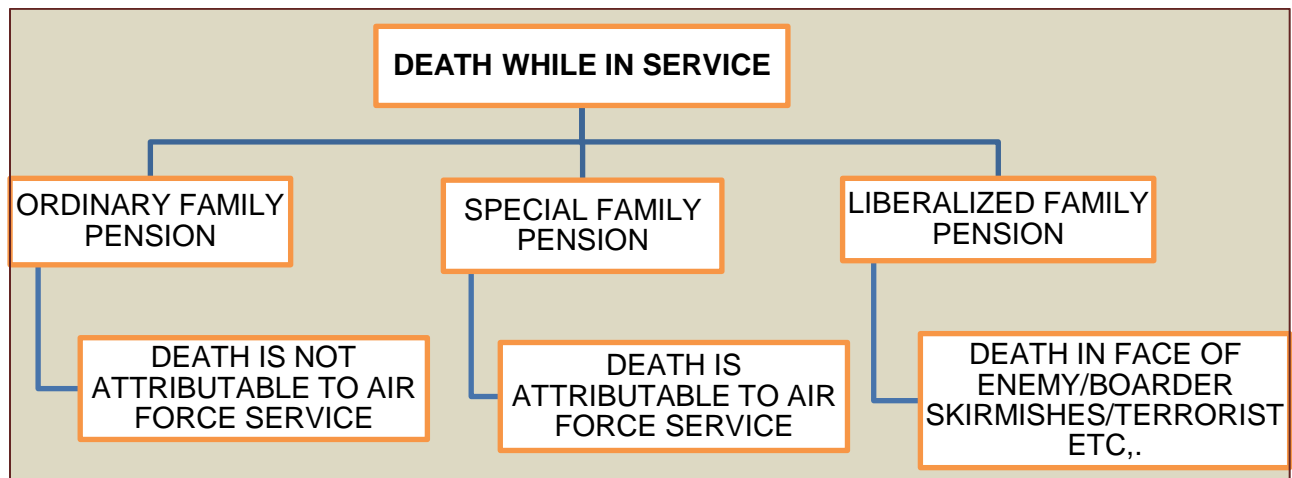 DEATH WHILE IN SERVICE
ORDINARY FAMILY
PENSION
SPECIAL FAMILY
PENSION
LIBERALIZED FAMILY
PENSION
DEATH IS NOT
ATTRIBUTABLE TO AIR
FORCE SERVICE
DEATH IS
ATTRIBUTABLE TO AIR
FORCE SERVICE
DEATH IN FACE OF
ENEMY/BOARDER
SKIRMISHES/TERRORIST
ETC,.